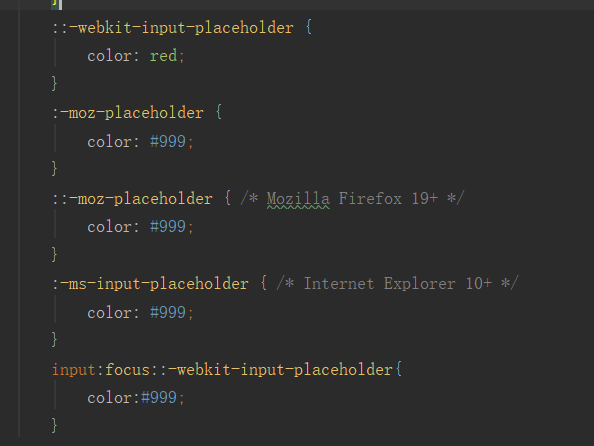 }
::-webkit-input-placeholder {
color: red;
}
:-moz-placeholder {
color: #999;
}
::-moz-placeholder { /* Mozilla Firefox 19+ */
color: #999;
}
:-ms-input-placeholder { /* Internet Explorer 10+ */
color: #999;
}
input:focus::-webkit-input-placeholder{
color:#999;
}